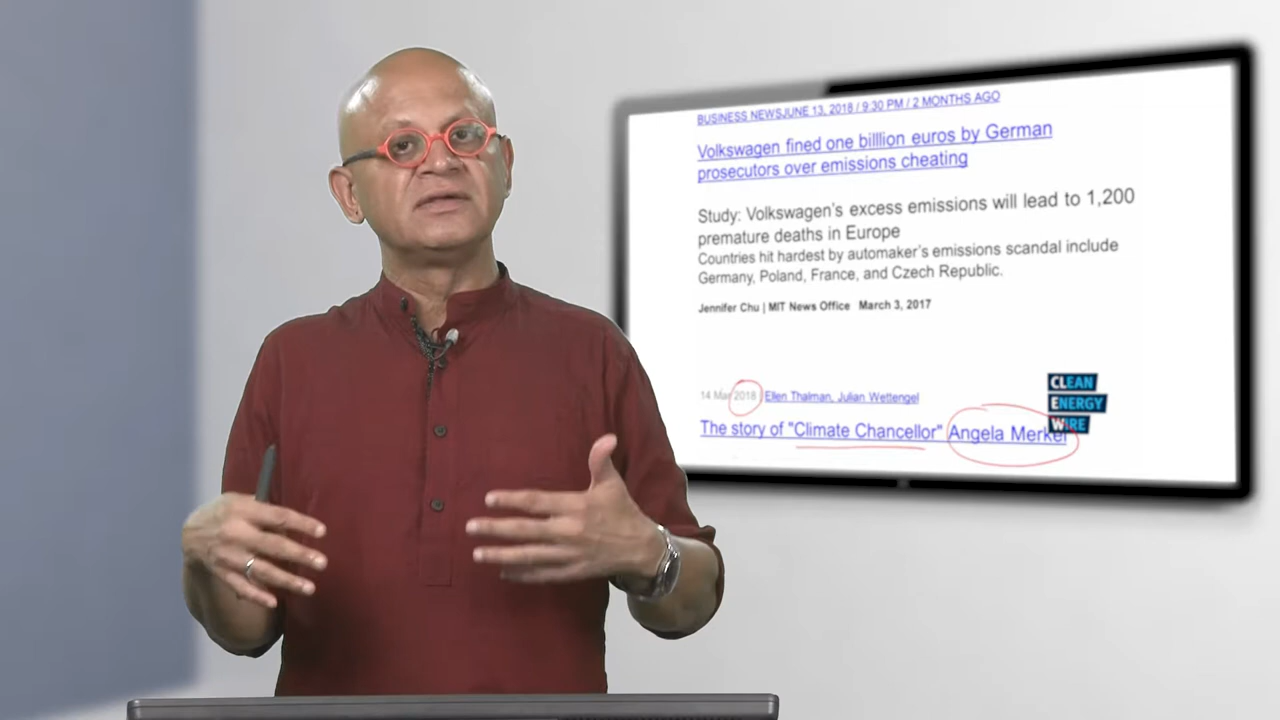 BUSINESS NEWSJUNE 13, 2018 / 9:30 PM / 2 MONTHS AGO
Volkswagen fined one billlion euros by German
prosecutors over emissions cheating
Study: Volkswagen's excess emissions will lead to 1,200
premature deaths in Europe
Countries hit hardest by automaker's emissions scandal include
Germany, Poland, France, and Czech Republic.
Jennifer Chu | MIT News Office March 3, 2017
14 Mar 2018 | Ellen Thalman, Julian Wettengel
CLEAN
ENERGY
WIRE
The story of "Climate Chancellor" Angela Merkel